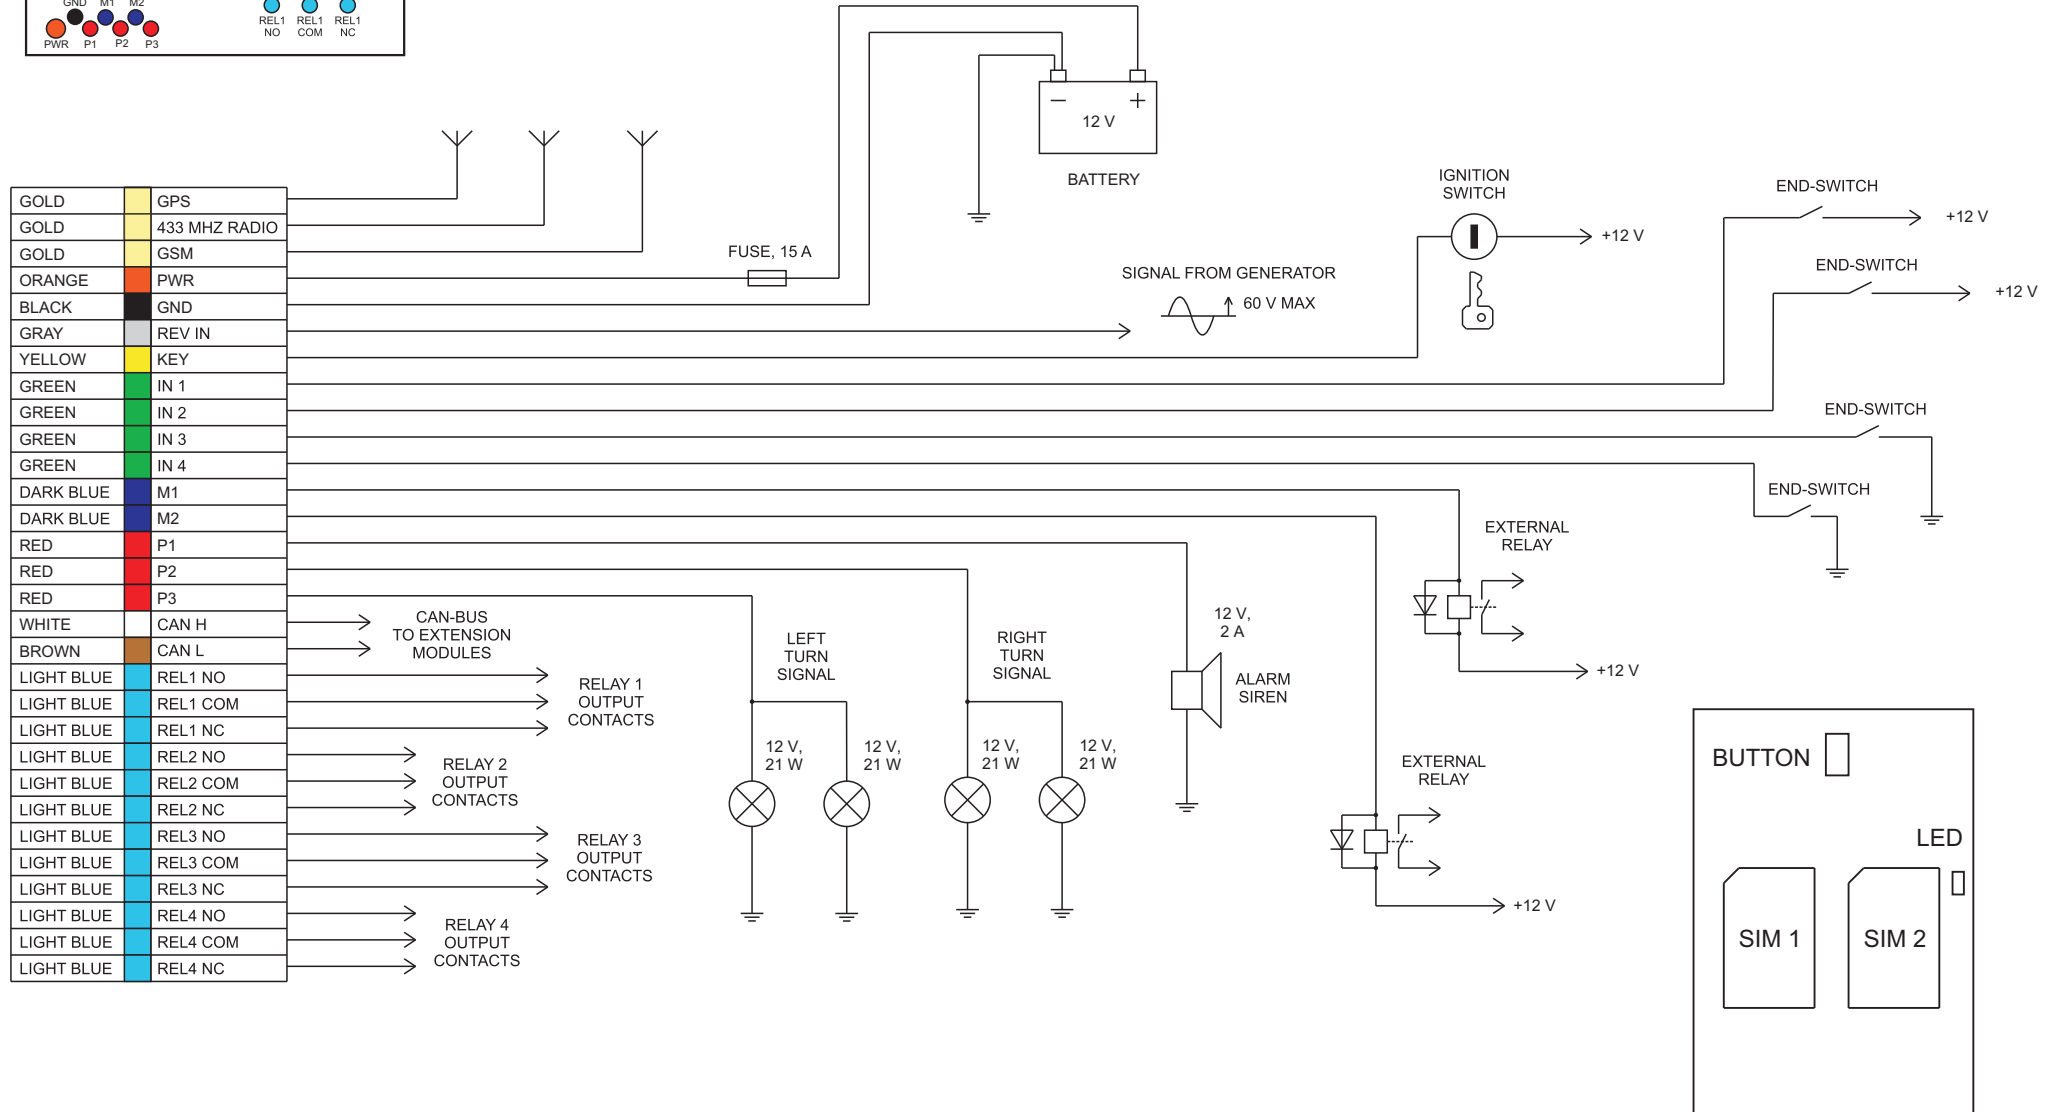 GND M1 M2
PWR P1 P2 P3
REL1 REL1 REL1
NO COM NC
12 V
BATTERY
IGNITION
SWITCH
+12 V
END-SWITCH
+12 V
END-SWITCH
+12 V
FUSE, 15 A
SIGNAL FROM GENERATOR
60 V MAX
GOLD GPS
GOLD 433 MHZ RADIO
GOLD GSM
ORANGE PWR
BLACK GND
GRAY REV IN
YELLOW KEY
GREEN IN 1
GREEN IN 2
GREEN IN 3
GREEN IN 4
DARK BLUE M1
DARK BLUE M2
RED P1
RED P2
RED P3
WHITE CAN H
BROWN CAN L
LIGHT BLUE REL1 NO
LIGHT BLUE REL1 COM
LIGHT BLUE REL1 NC
LIGHT BLUE REL2 NO
LIGHT BLUE REL2 COM
LIGHT BLUE REL2 NC
LIGHT BLUE REL3 NO
LIGHT BLUE REL3 COM
LIGHT BLUE REL3 NC
LIGHT BLUE REL4 NO
LIGHT BLUE REL4 COM
LIGHT BLUE REL4 NC
END-SWITCH
END-SWITCH
EXTERNAL
RELAY
+12 V
CAN-BUS
TO EXTENSION
MODULES
RELAY 1
OUTPUT
CONTACTS
RELAY 2
OUTPUT
CONTACTS
RELAY 3
OUTPUT
CONTACTS
RELAY 4
OUTPUT
CONTACTS
LEFT
TURN
SIGNAL
12 V,
21 W
12 V,
21 W
RIGHT
TURN
SIGNAL
12 V,
21 W
12 V,
21 W
12 V,
2 A
ALARM
SIREN
EXTERNAL
RELAY
+12 V
BUTTON
LED
SIM 1
SIM 2